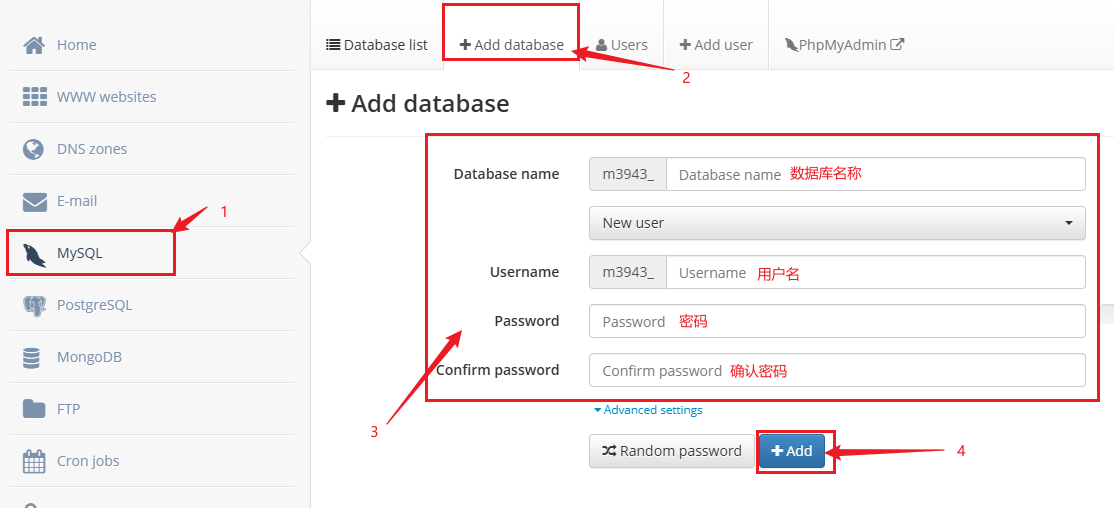 Home
WWW websites
DNS zones
E-mail
1
MySQL
PostgreSQL
MongoDB
FTP
Cron jobs
Database list
Add database
Users
Add user
PhpMyAdmin
2
Add database
Database name m3943_ Database name 数据库名称
New user
Username m3943_ Username 用户名
Password Password 密码
Confirm password Confirm password 确认密码
3
Advanced settings
Random password
Add
4